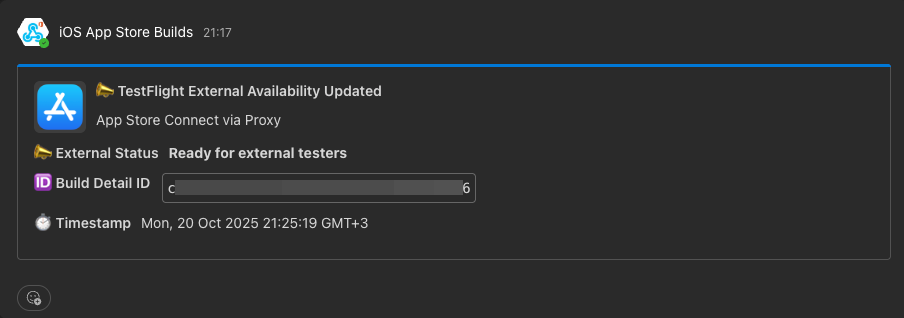 iOS App Store Builds 21:17
TestFlight External Availability Updated
App Store Connect via Proxy
External Status Ready for external testers
ID Build Detail ID c 6
Timestamp Mon, 20 Oct 2025 21:25:19 GMT+3